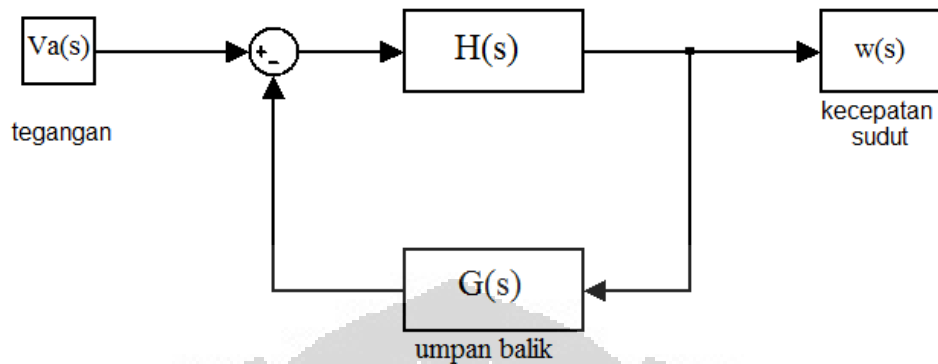 Va(s)
+
-
H(s)
w(s)
tegangan
kecepatan
sudut
G(s)
umpan balik